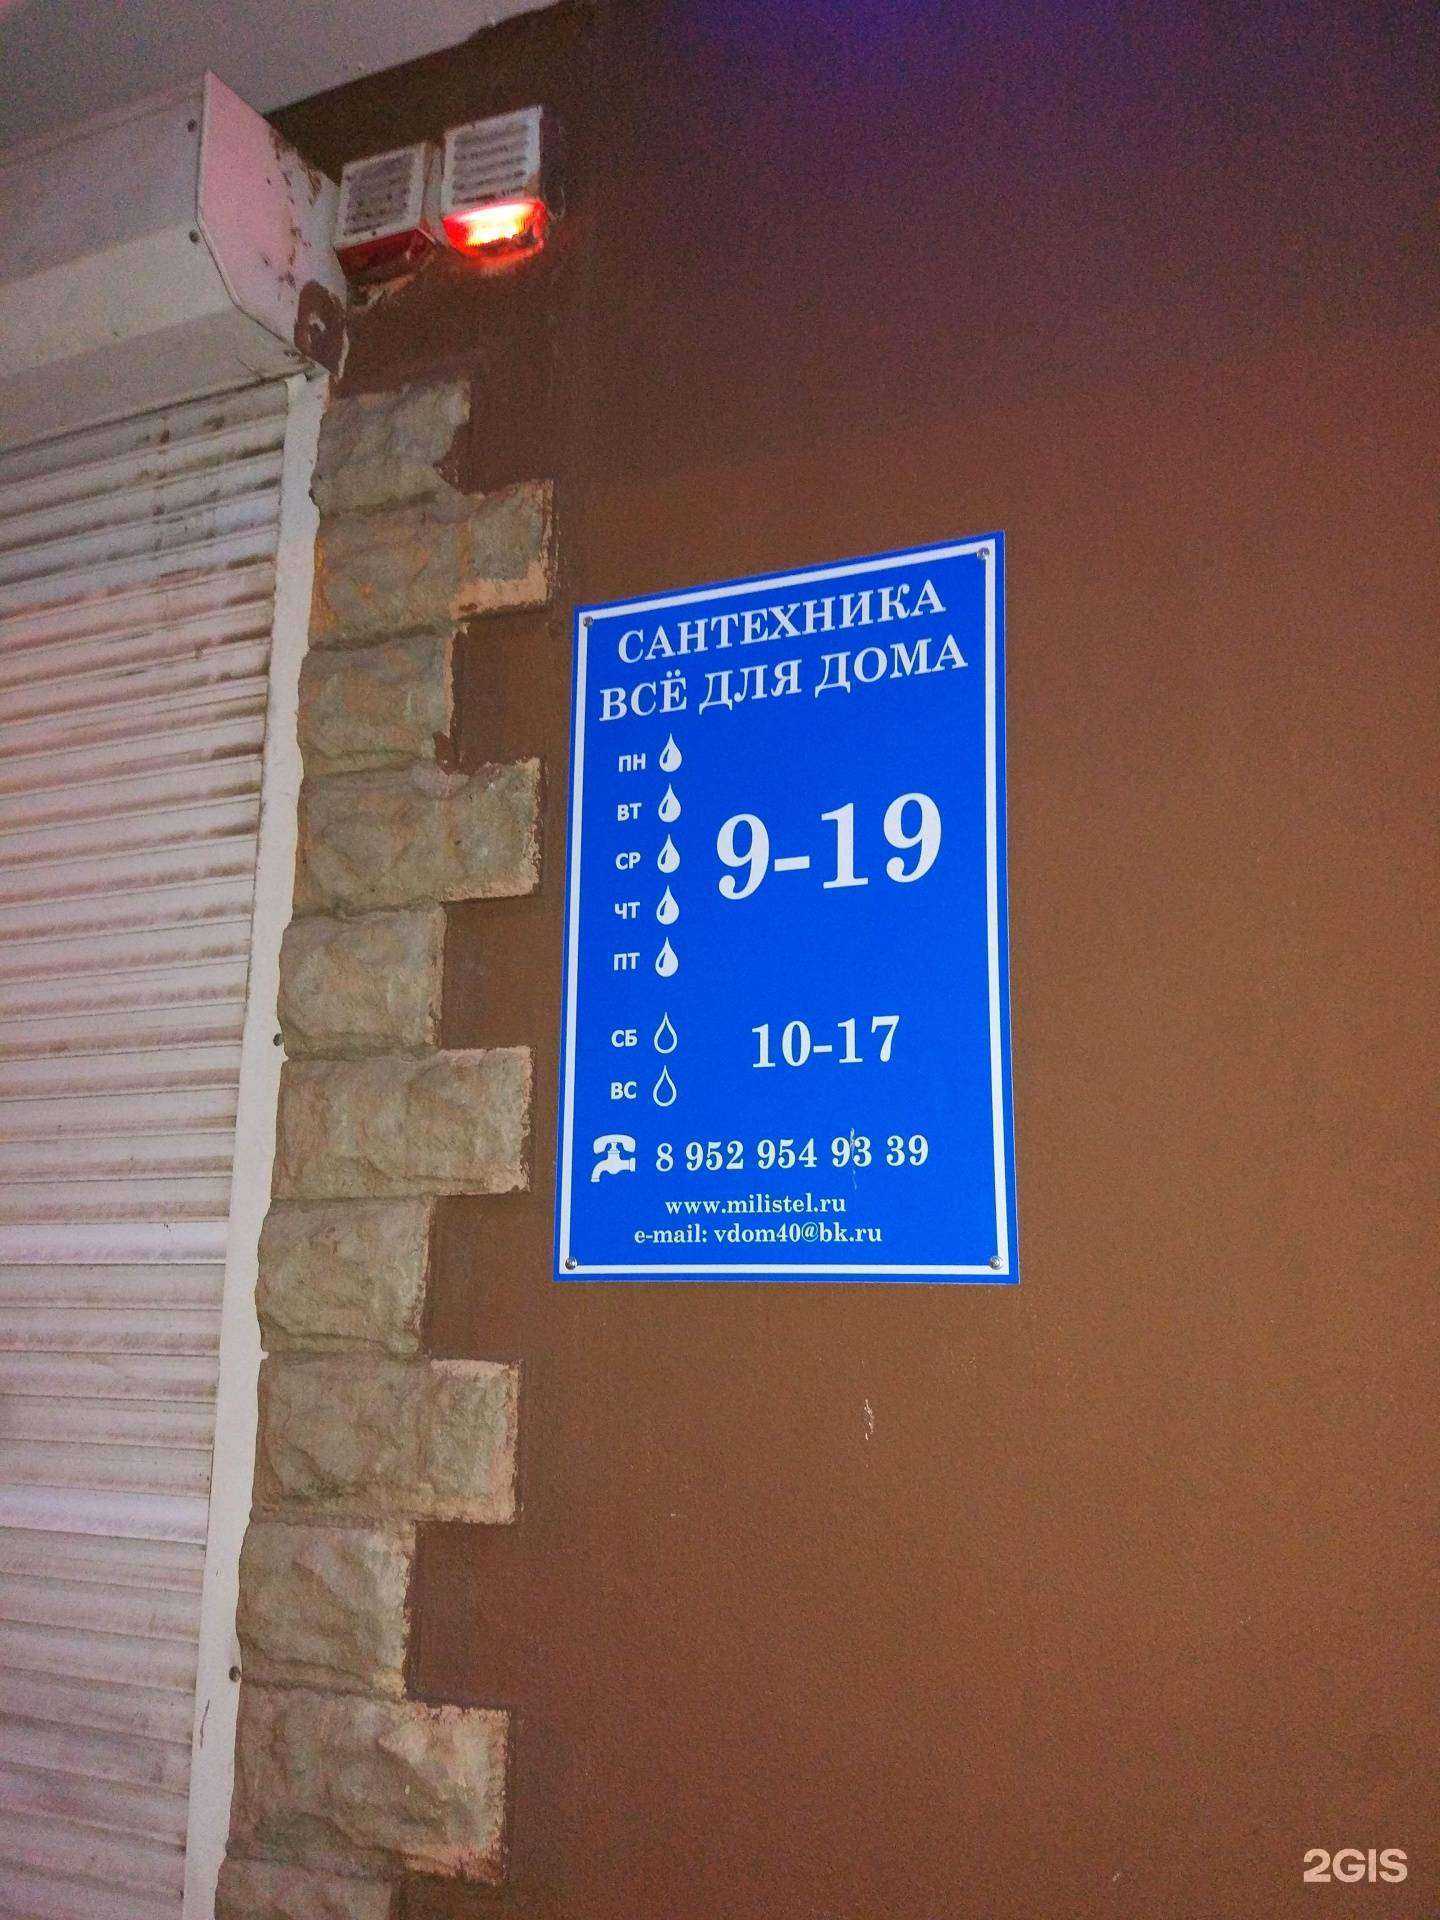 САНТЕХНИКА
ВСЁ ДЛЯ ДОМА
ПН
ВТ
СР
ЧТ
ПТ
9-19
СБ
ВС
10-17
8 952 954 93 39
www.milistel.ru
e-mail: vdom40@bk.ru
2GIS